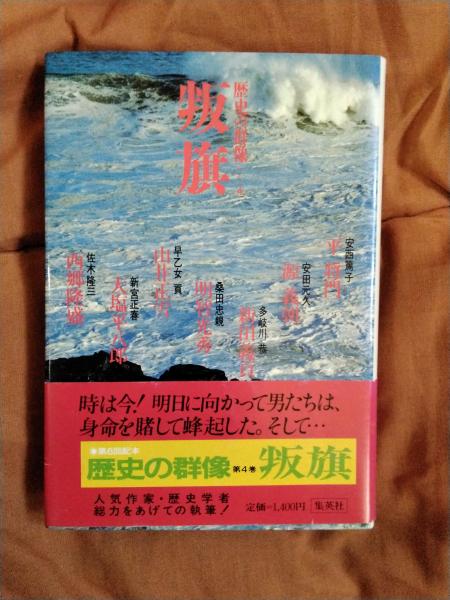 歴史の群像 4
叛旗
安西篤子
平将門
安田元久
源義朝
多岐川恭
桑田忠親
明智光秀
早乙女貢
由井正雪
新宮正春
大塩平八郎
佐木隆三
西郷隆盛
時は今！明日に向かって男たちは、
身命を賭して蜂起した。そして…
●第6回配本
歴史の群像 第4巻 叛旗
人気作家・歴史学者
総力をあげての執筆！
定価=1,400円 集英社